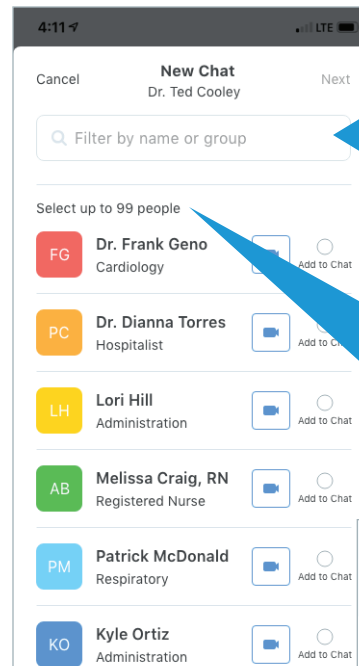 4:11 LTE
Cancel New Chat Next
Dr. Ted Cooley
Filter by name or group
Select up to 99 people
FG Dr. Frank Geno
Cardiology Add to Chat
PC Dr. Dianna Torres
Hospitalist Add to
LH Lori Hill
Administration Add to Chat
AB Melissa Craig, RN
Registered Nurse Add to Chat
PM Patrick McDonald
Respiratory Add to Chat
KO Kyle Ortiz
Administration Add to Chat